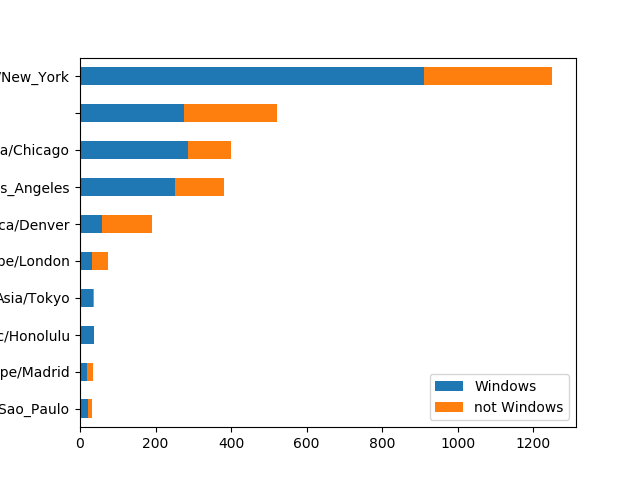 /New_York
a/Chicago
s_Angeles
ca/Denver
pe/London
Asia/Tokyo
c/Honolulu
pe/Madrid
Sao_Paulo
0 200 400 600 800 1000 1200
Windows
not Windows